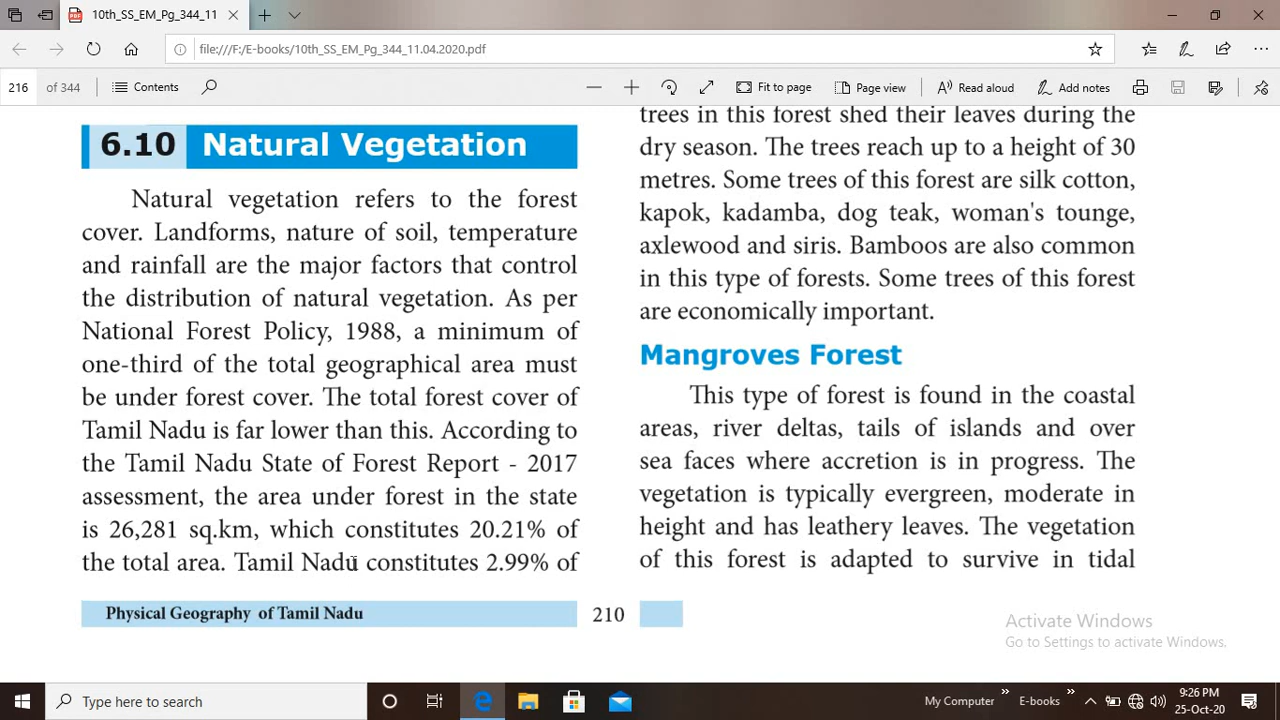 10th_SS_EM_Pg_344_11
file:///F:/E-books/10th_SS_EM_Pg_344_11.04.2020.pdf
216 of 344 Contents Fit to page Page view Read aloud Add notes
6.10 Natural Vegetation
Natural vegetation refers to the forest
cover. Landforms, nature of soil, temperature
and rainfall are the major factors that control
the distribution of natural vegetation. As per
National Forest Policy, 1988, a minimum of
one-third of the total geographical area must
be under forest cover. The total forest cover of
Tamil Nadu is far lower than this. According to
the Tamil Nadu State of Forest Report - 2017
assessment, the area under forest in the state
is 26,281 sq.km, which constitutes 20.21% of
the total area. Tamil Nadu constitutes 2.99% of
trees in this forest shed their leaves during the
dry season. The trees reach up to a height of 30
metres. Some trees of this forest are silk cotton,
kapok, kadamba, dog teak, woman's tounge,
axlewood and siris. Bamboos are also common
in this type of forests. Some trees of this forest
are economically important.
Mangroves Forest
This type of forest is found in the coastal
areas, river deltas, tails of islands and over
sea faces where accretion is in progress. The
vegetation is typically evergreen, moderate in
height and has leathery leaves. The vegetation
of this forest is adapted to survive in tidal
Physical Geography of Tamil Nadu 210
Activate Windows
Go to Settings to activate Windows.
Type here to search
My Computer
E-books
9:26 PM
25-Oct-20